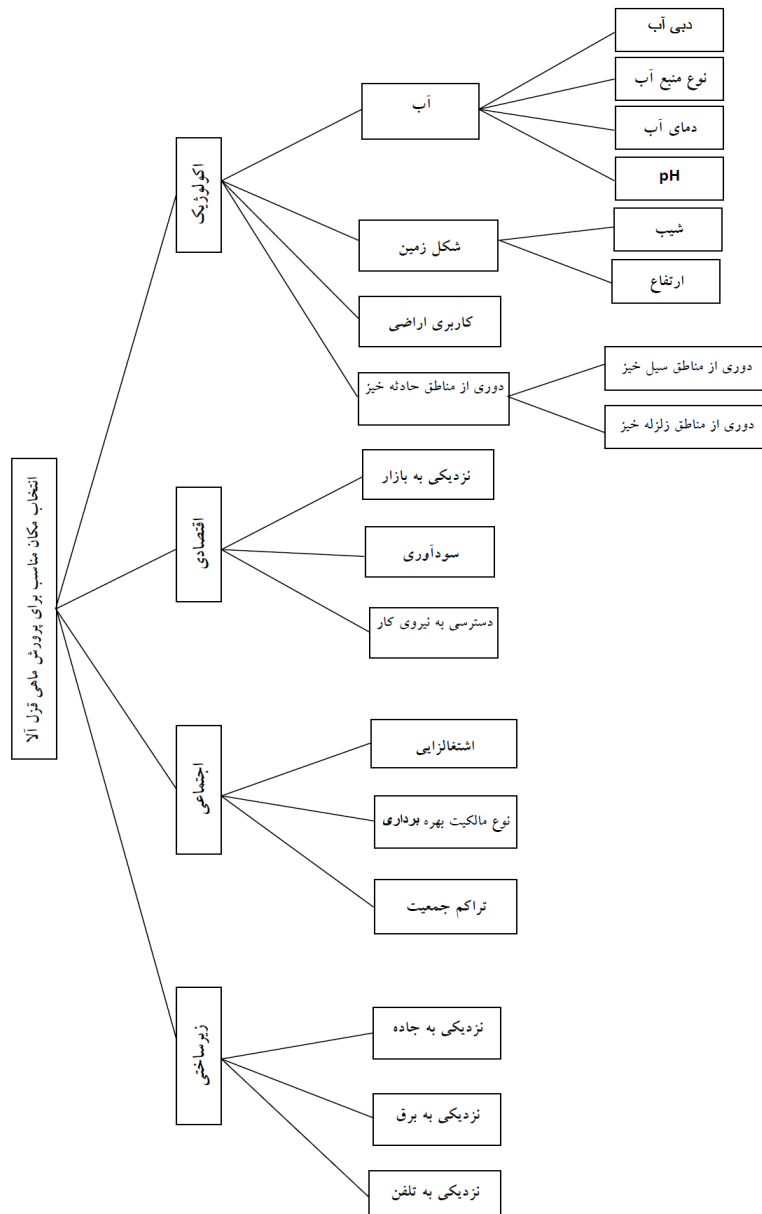 انتخاب مکان مناسب برای پرورش ماهی قزل آلا
اکولوژیک
آب
دبی آب
نوع منبع آب
دمای آب
pH
شکل زمین
شیب
ارتفاع
کاربری اراضی
دوری از مناطق حادثه خیز
دوری از مناطق سیل خیز
دوری از مناطق زلزله خیز
اقتصادی
نزدیکی به بازار
سودآوری
دسترسی به نیروی کار
اجتماعی
اشتغالزایی
نوع مالکیت بهره برداری
تراکم جمعیت
زیرساختی
نزدیکی به جاده
نزدیکی به برق
نزدیکی به تلفن